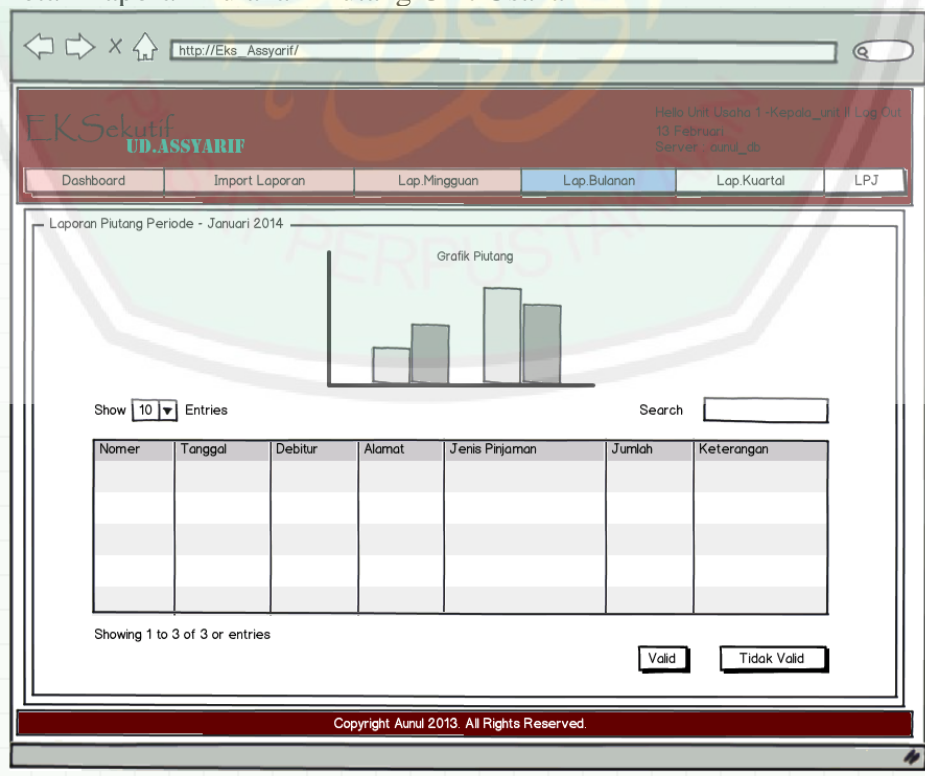 http://Eks_Assyarif/
EKSekutif
UD.ASSYARIF
Hello Unit Usaha 1 -Kepala_unit II Log Out
13 Februari
Server : aunul_db
Dashboard Import Laporan Lap.Mingguan Lap.Bulanan Lap.Kuartal LPJ
Laporan Piutang Periode - Januari 2014
Grafik Piutang
Show 10 Entries Search
Nomer Tanggal Debitur Alamat Jenis Pinjaman Jumlah Keterangan
Showing 1 to 3 of 3 or entries
Valid Tidak Valid
Copyright Aunul 2013. All Rights Reserved.
PERPUSTAKAAN